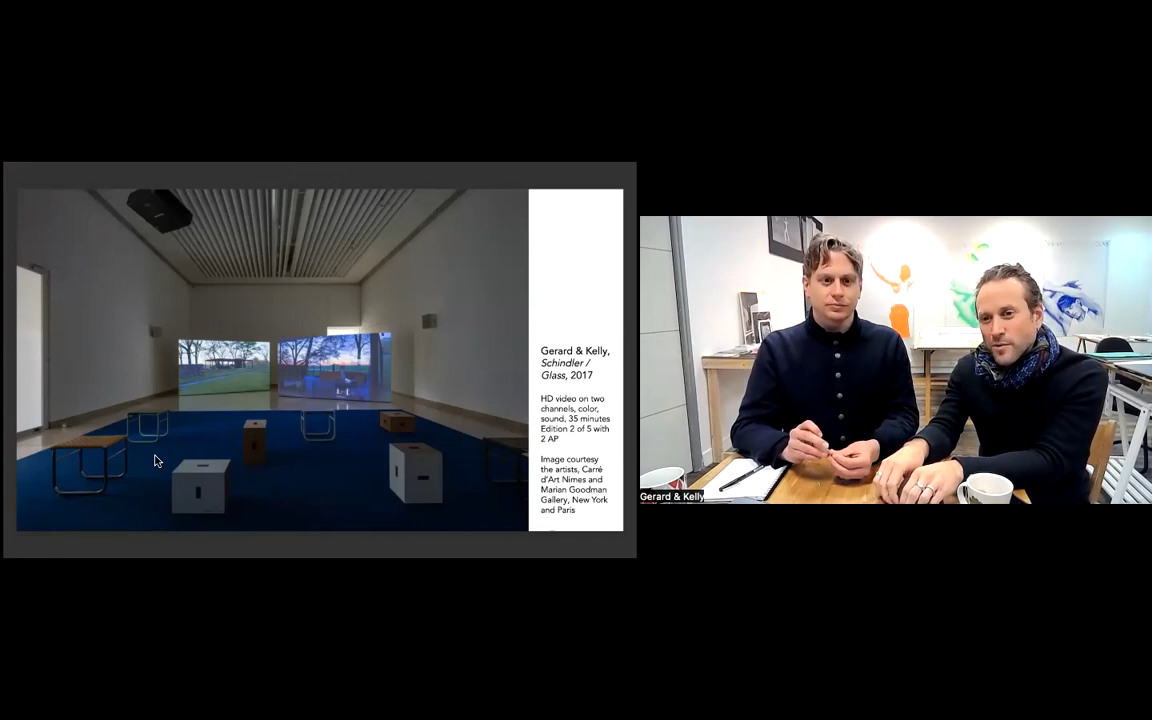 Gerard & Kelly,
Schindler /
Glass, 2017
HD video on two
channels, color,
sound, 35 minutes
Edition 2 of 5 with
2 AP
Image courtesy
the artists, Carré
d'Art Nimes and
Marian Goodman
Gallery, New York
and Paris
Gerard & Kelly